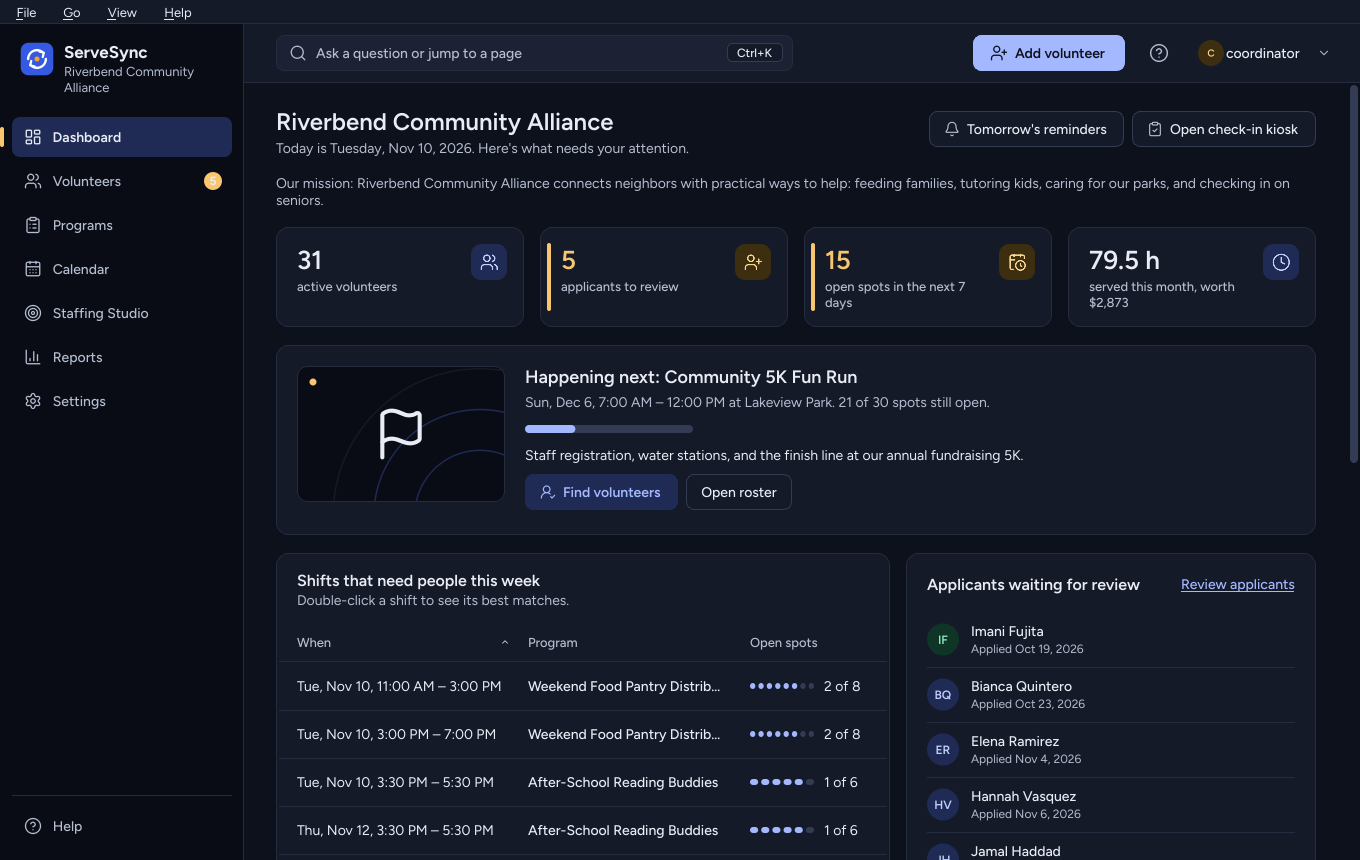 File Go View Help
ServeSync
Riverbend Community
Alliance
Ask a question or jump to a page
Ctrl+K
Add volunteer
C
coordinator
Dashboard
Volunteers
5
Programs
Calendar
Staffing Studio
Reports
Settings
Help
Riverbend Community Alliance
Today is Tuesday, Nov 10, 2026. Here's what needs your attention.
Tomorrow's reminders
Open check-in kiosk
Our mission: Riverbend Community Alliance connects neighbors with practical ways to help: feeding families, tutoring kids, caring for our parks, and checking in on
seniors.
31
active volunteers
5
applicants to review
15
open spots in the next 7
days
79.5 h
served this month, worth
$2,873
Happening next: Community 5K Fun Run
Sun, Dec 6, 7:00 AM – 12:00 PM at Lakeview Park. 21 of 30 spots still open.
Staff registration, water stations, and the finish line at our annual fundraising 5K.
Find volunteers
Open roster
Shifts that need people this week
Double-click a shift to see its best matches.
When Program Open spots
Tue, Nov 10, 11:00 AM – 3:00 PM Weekend Food Pantry Distrib... 2 of 8
Tue, Nov 10, 3:00 PM – 7:00 PM Weekend Food Pantry Distrib... 2 of 8
Tue, Nov 10, 3:30 PM – 5:30 PM After-School Reading Buddies 1 of 6
Thu, Nov 12, 3:30 PM – 5:30 PM After-School Reading Buddies 1 of 6
Applicants waiting for review
Review applicants
IF
Imani Fujita
Applied Oct 19, 2026
BQ
Bianca Quintero
Applied Oct 23, 2026
ER
Elena Ramirez
Applied Nov 4, 2026
HV
Hannah Vasquez
Applied Nov 6, 2026
JH
Jamal Haddad